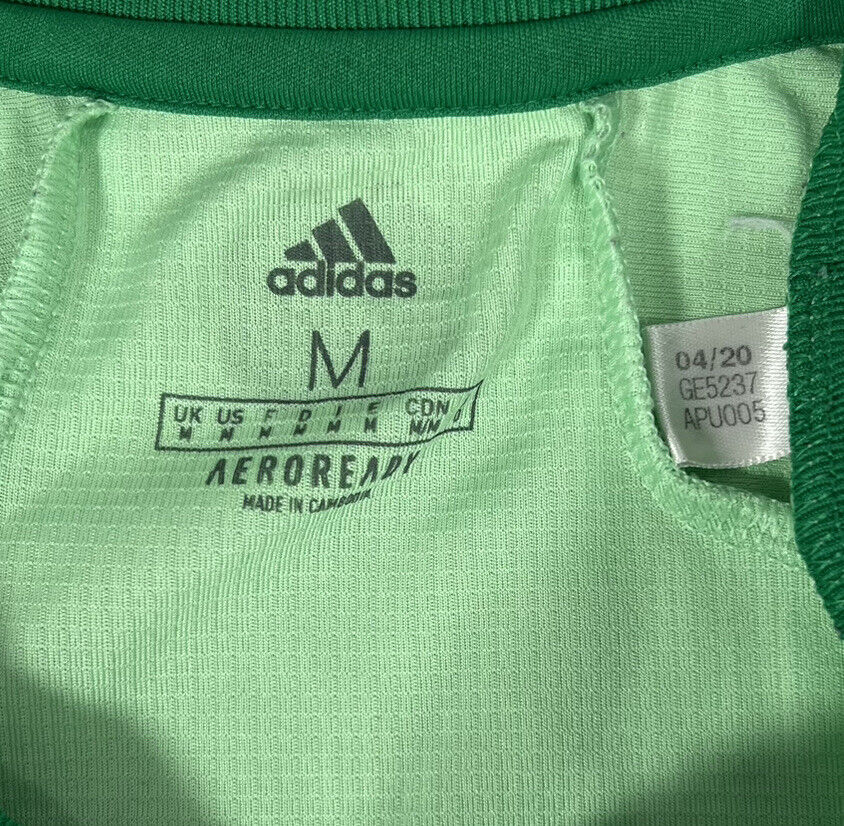 adidas
M
UK US F D I E CDN J
M M M M M M M/M
AEROREADY
MADE IN CAMBODIA
04/20
GE5237
APU005